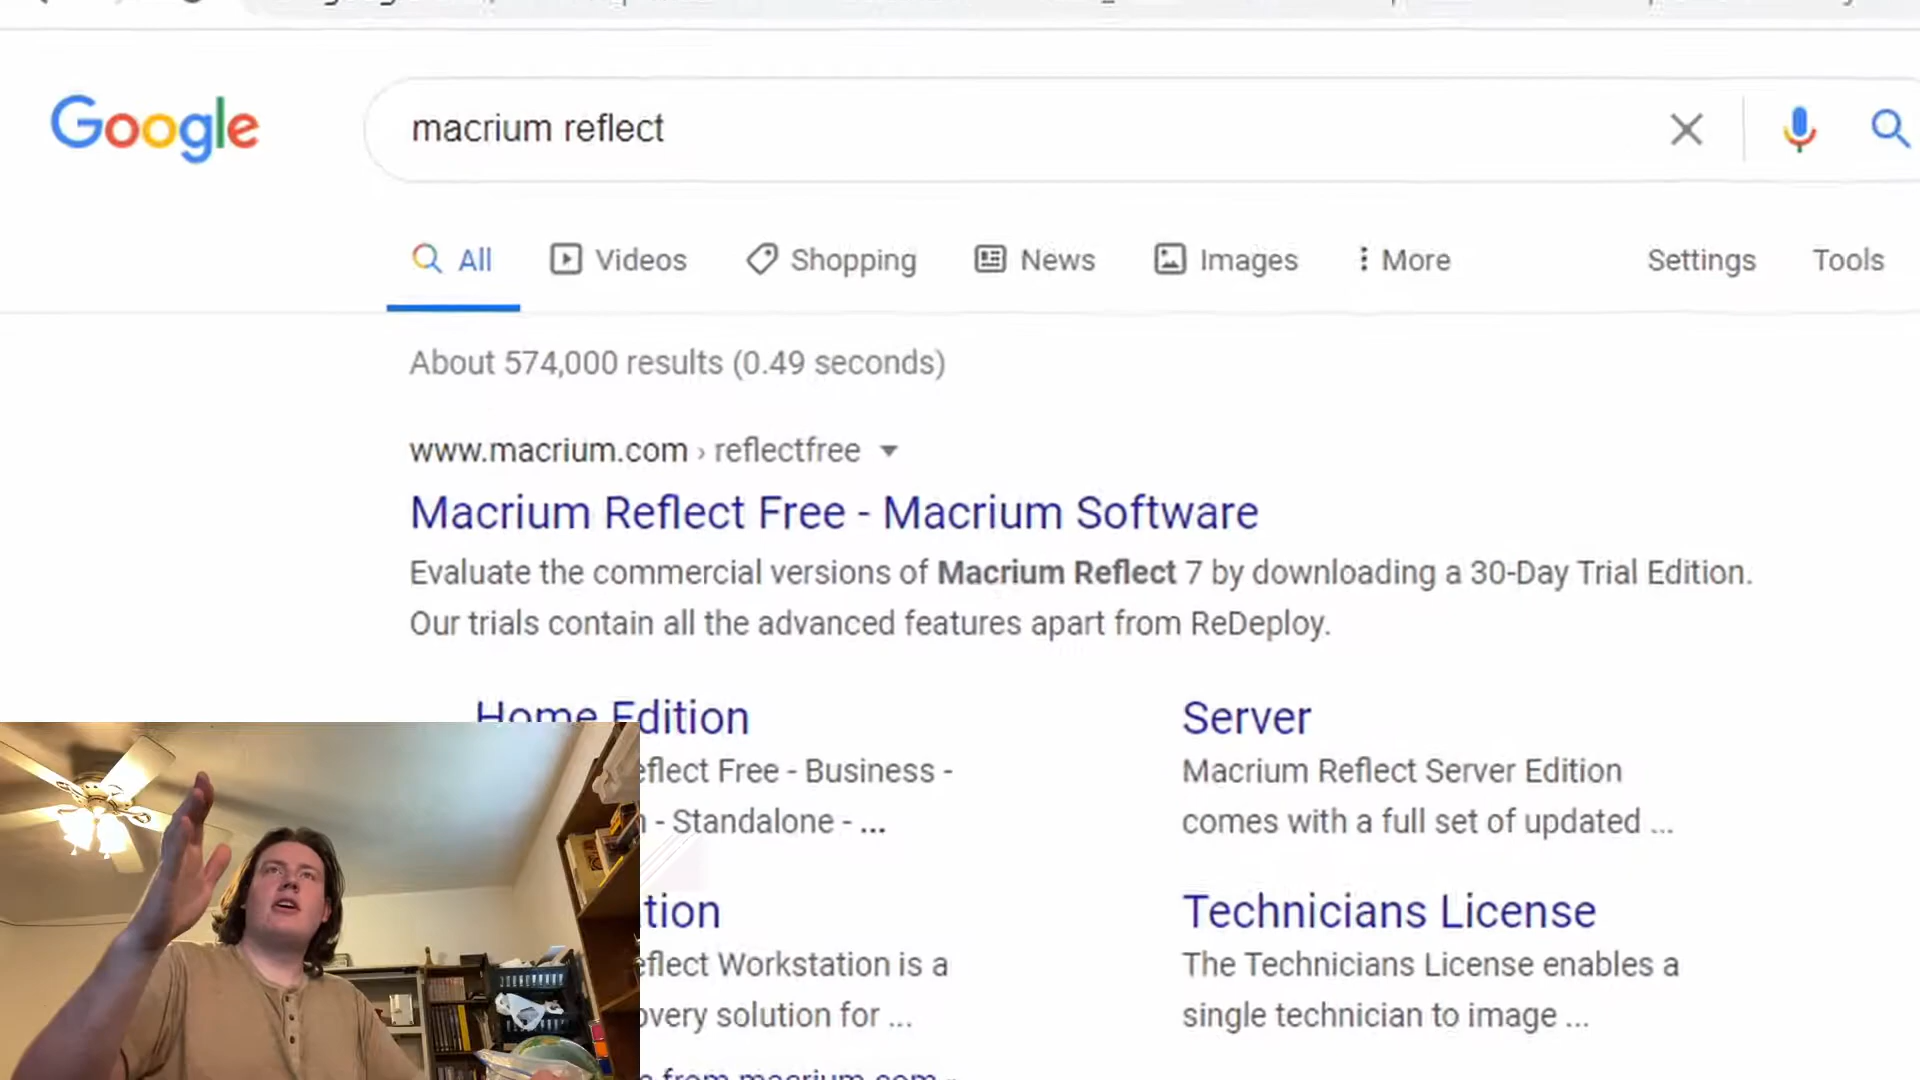 Google
macrium reflect
All
Videos
Shopping
News
Images
More
Settings
Tools
About 574,000 results (0.49 seconds)
www.macrium.com › reflectfree
Macrium Reflect Free - Macrium Software
Evaluate the commercial versions of Macrium Reflect 7 by downloading a 30-Day Trial Edition.
Our trials contain all the advanced features apart from ReDeploy.
Home Edition
eflect Free - Business -
- Standalone - ...
Server
Macrium Reflect Server Edition
comes with a full set of updated ...
tion
eflect Workstation is a
overy solution for ...
Technicians License
The Technicians License enables a
single technician to image ...
from macrium.com